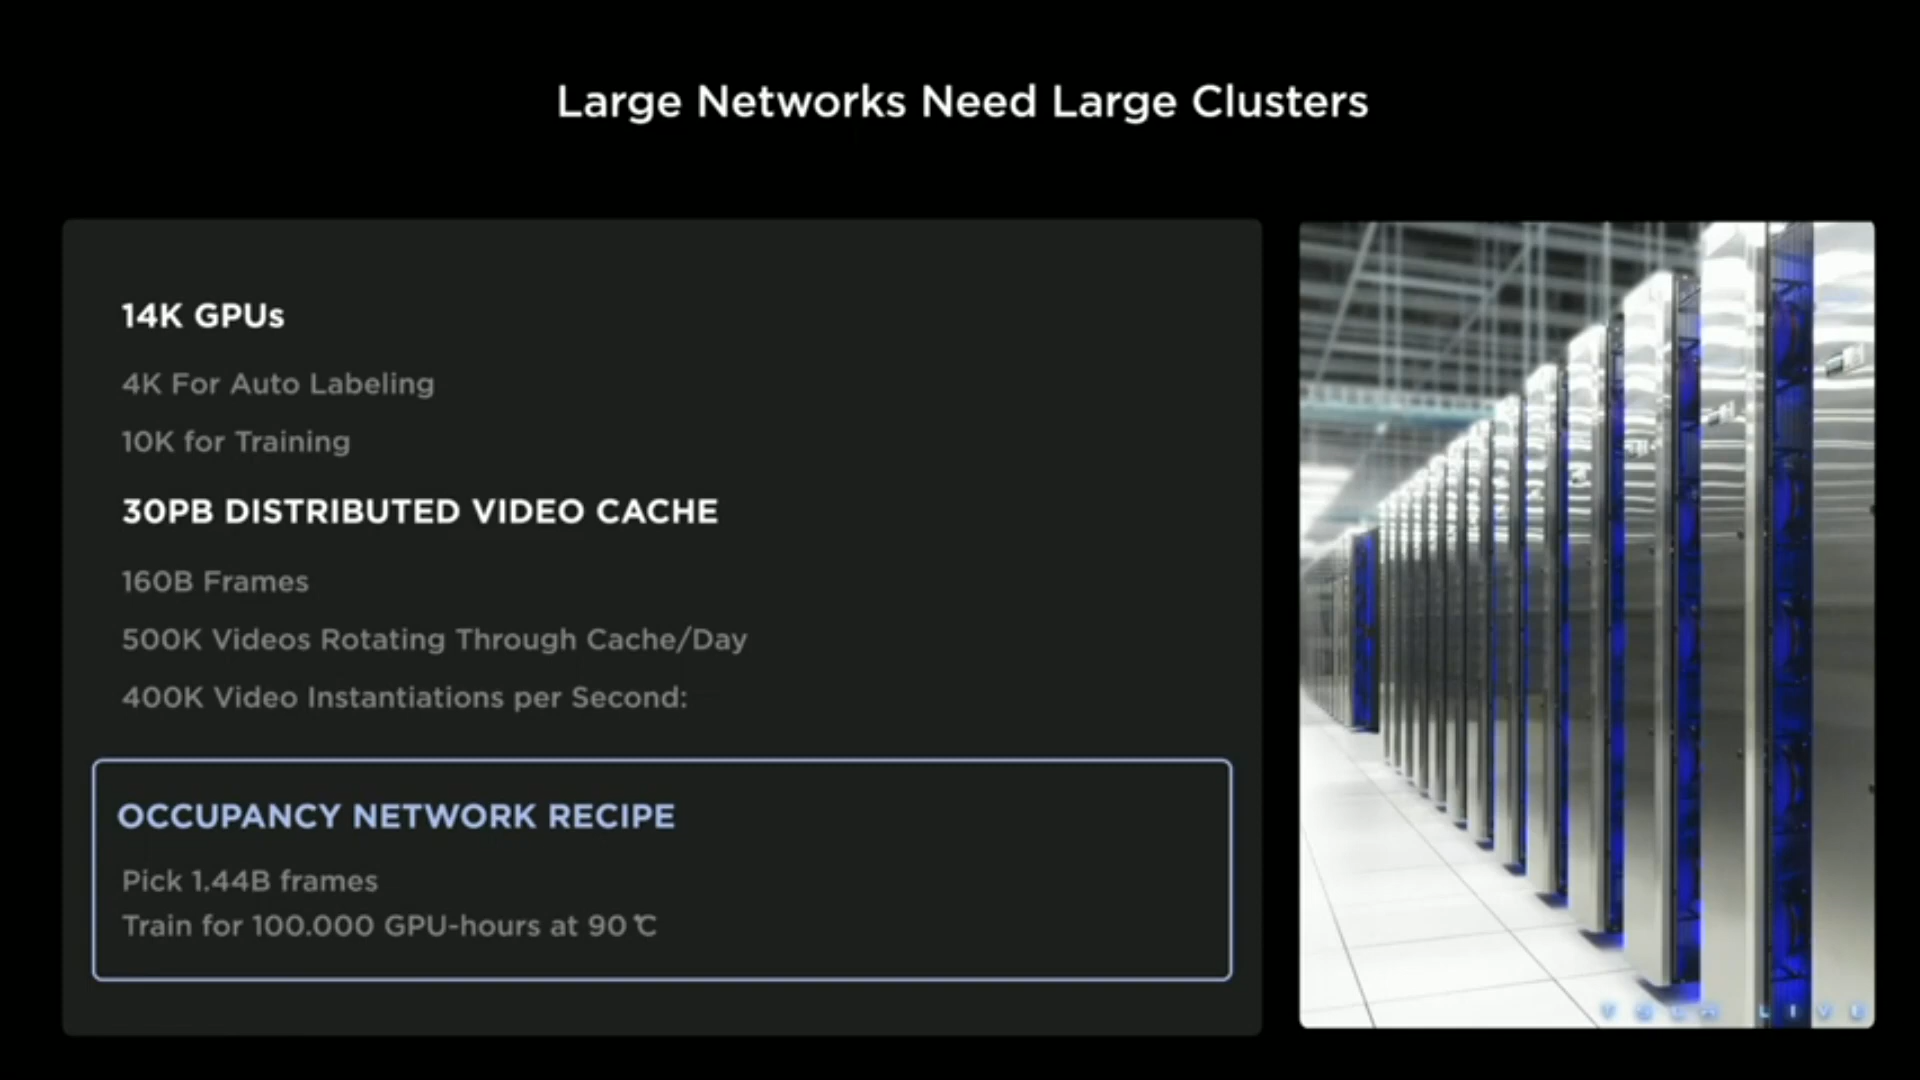 Large Networks Need Large Clusters
14K GPUs
4K For Auto Labeling
10K for Training
30PB DISTRIBUTED VIDEO CACHE
160B Frames
500K Videos Rotating Through Cache/Day
400K Video Instantiations per Second:
OCCUPANCY NETWORK RECIPE
Pick 1.44B frames
Train for 100.000 GPU-hours at 90℃
TSLA LIVE